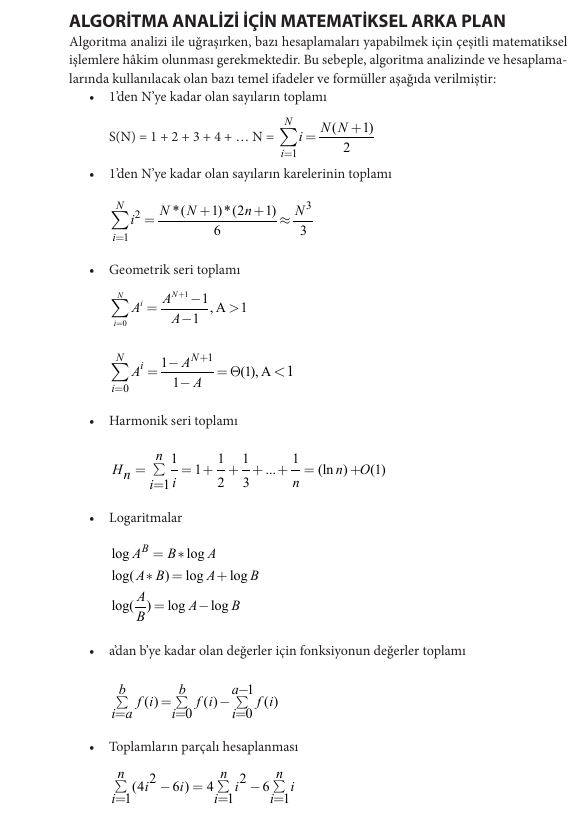 ALGORİTMA ANALİZİ İÇİN MATEMATİKSEL ARKA PLAN
Algoritma analizi ile uğraşırken, bazı hesaplamaları yapabilmek için çeşitli matematiksel
işlemlere hâkim olunması gerekmektedir. Bu sebeple, algoritma analizinde ve hesaplama-
larında kullanılacak olan bazı temel ifadeler ve formüller aşağıda verilmiştir:
• 1'den N'ye kadar olan sayıların toplamı
S(N) = 1 + 2 + 3 + 4 + … N = \sum_{i=1}^{N} i = \frac{N(N+1)}{2}
• 1'den N'ye kadar olan sayıların karelerinin toplamı
\sum_{i=1}^{N} i^2 = \frac{N*(N+1)*(2n+1)}{6} ≈ \frac{N^3}{3}
• Geometrik seri toplamı
\sum_{i=0}^{N} A^i = \frac{A^{N+1}-1}{A-1}, A > 1
\sum_{i=0}^{N} A^i = \frac{1-A^{N+1}}{1-A} = Θ(1), A < 1
• Harmonik seri toplamı
H_n = \sum_{i=1}^{n} \frac{1}{i} = 1 + \frac{1}{2} + \frac{1}{3} + ... + \frac{1}{n} = (ln n) + O(1)
• Logaritmalar
log A^B = B * log A
log(A * B) = log A + log B
log(\frac{A}{B}) = log A − log B
• a'dan b'ye kadar olan değerler için fonksiyonun değerler toplamı
\sum_{i=a}^{b} f(i) = \sum_{i=0}^{b} f(i) − \sum_{i=0}^{a-1} f(i)
• Toplamların parçalı hesaplanması
\sum_{i=1}^{n} (4i^2 − 6i) = 4 \sum_{i=1}^{n} i^2 − 6 \sum_{i=1}^{n} i